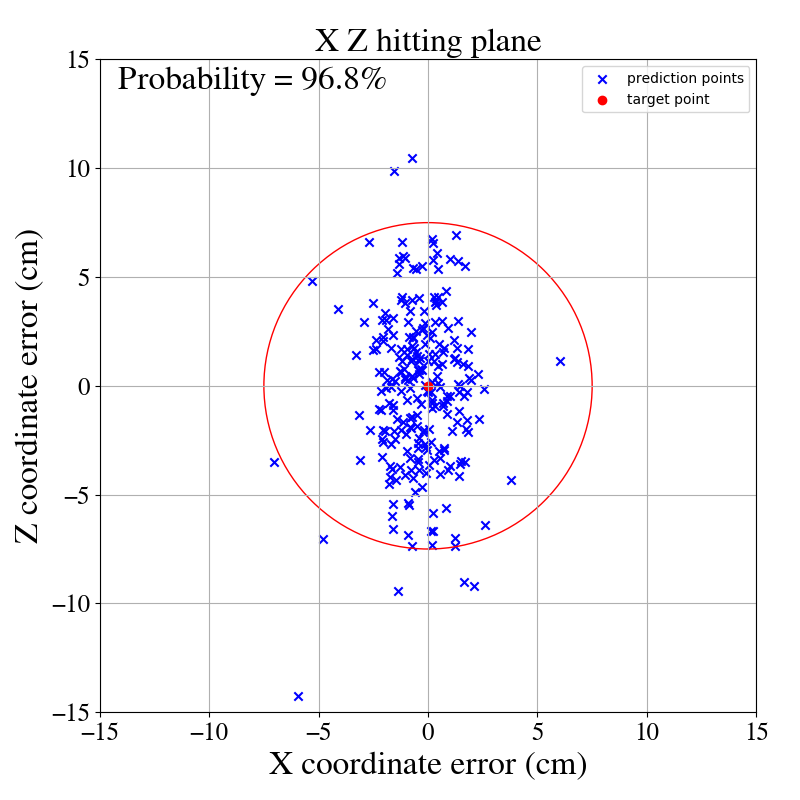 X Z hitting plane
Probability = 96.8%
prediction points
target point
Z coordinate error (cm)
15
10
5
0
−5
−10
−15
−15
−10
−5
0
5
10
15
X coordinate error (cm)